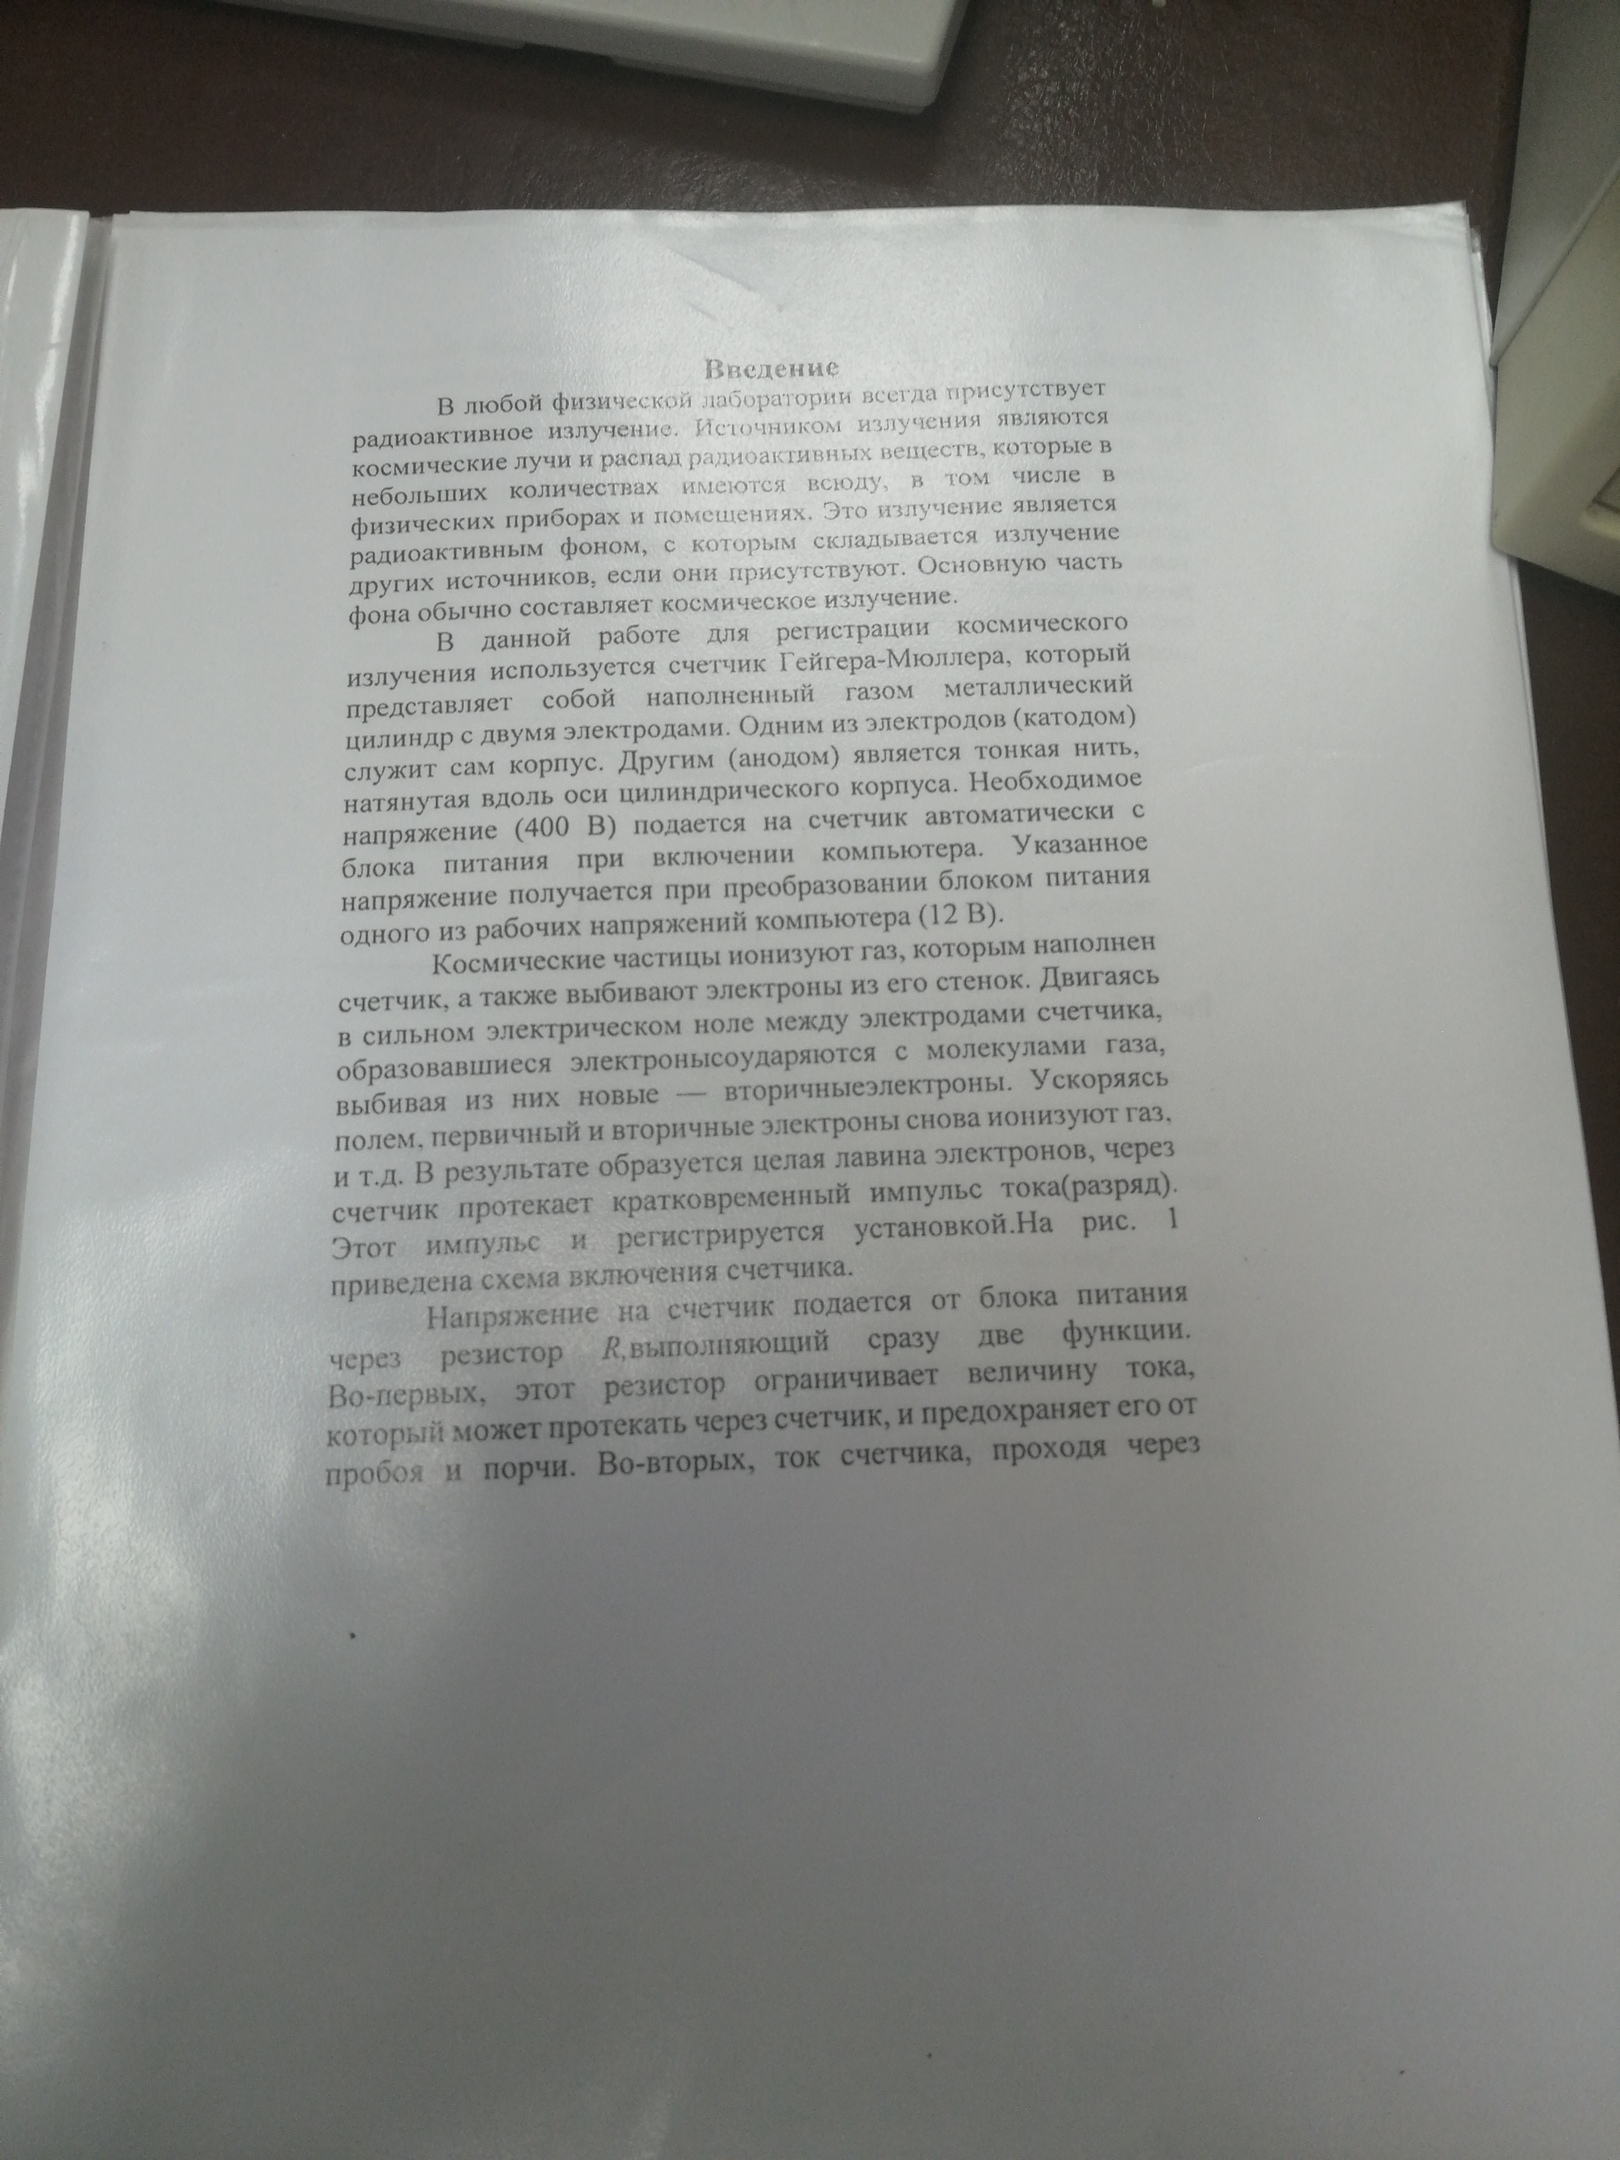 Введение
В любой физической лаборатории всегда присутствует
радиоактивное излучение. Источником излучения являются
космические лучи и распад радиоактивных веществ, которые в
небольших количествах имеются всюду, в том числе в
физических приборах и помещениях. Это излучение является
радиоактивным фоном, с которым складывается излучение
других источников, если они присутствуют. Основную часть
фона обычно составляет космическое излучение.
В данной работе для регистрации космического
излучения используется счетчик Гейгера-Мюллера, который
представляет собой наполненный газом металлический
цилиндр с двумя электродами. Одним из электродов (катодом)
служит сам корпус. Другим (анодом) является тонкая нить,
натянутая вдоль оси цилиндрического корпуса. Необходимое
напряжение (400 В) подается на счетчик автоматически с
блока питания при включении компьютера. Указанное
напряжение получается при преобразовании блоком питания
одного из рабочих напряжений компьютера (12 В).
Космические частицы ионизуют газ, которым наполнен
счетчик, а также выбивают электроны из его стенок. Двигаясь
в сильном электрическом ноле между электродами счетчика,
образовавшиеся электронысоударяются с молекулами газа,
выбивая из них новые — вторичныеэлектроны. Ускоряясь
полем, первичный и вторичные электроны снова ионизуют газ,
и т.д. В результате образуется целая лавина электронов, через
счетчик протекает кратковременный импульс тока(разряд).
Этот импульс и регистрируется установкой.На рис. 1
приведена схема включения счетчика.
Напряжение на счетчик подается от блока питания
через резистор R,выполняющий сразу две функции.
Во-первых, этот резистор ограничивает величину тока,
который может протекать через счетчик, и предохраняет его от
пробоя и порчи. Во-вторых, ток счетчика, проходя через